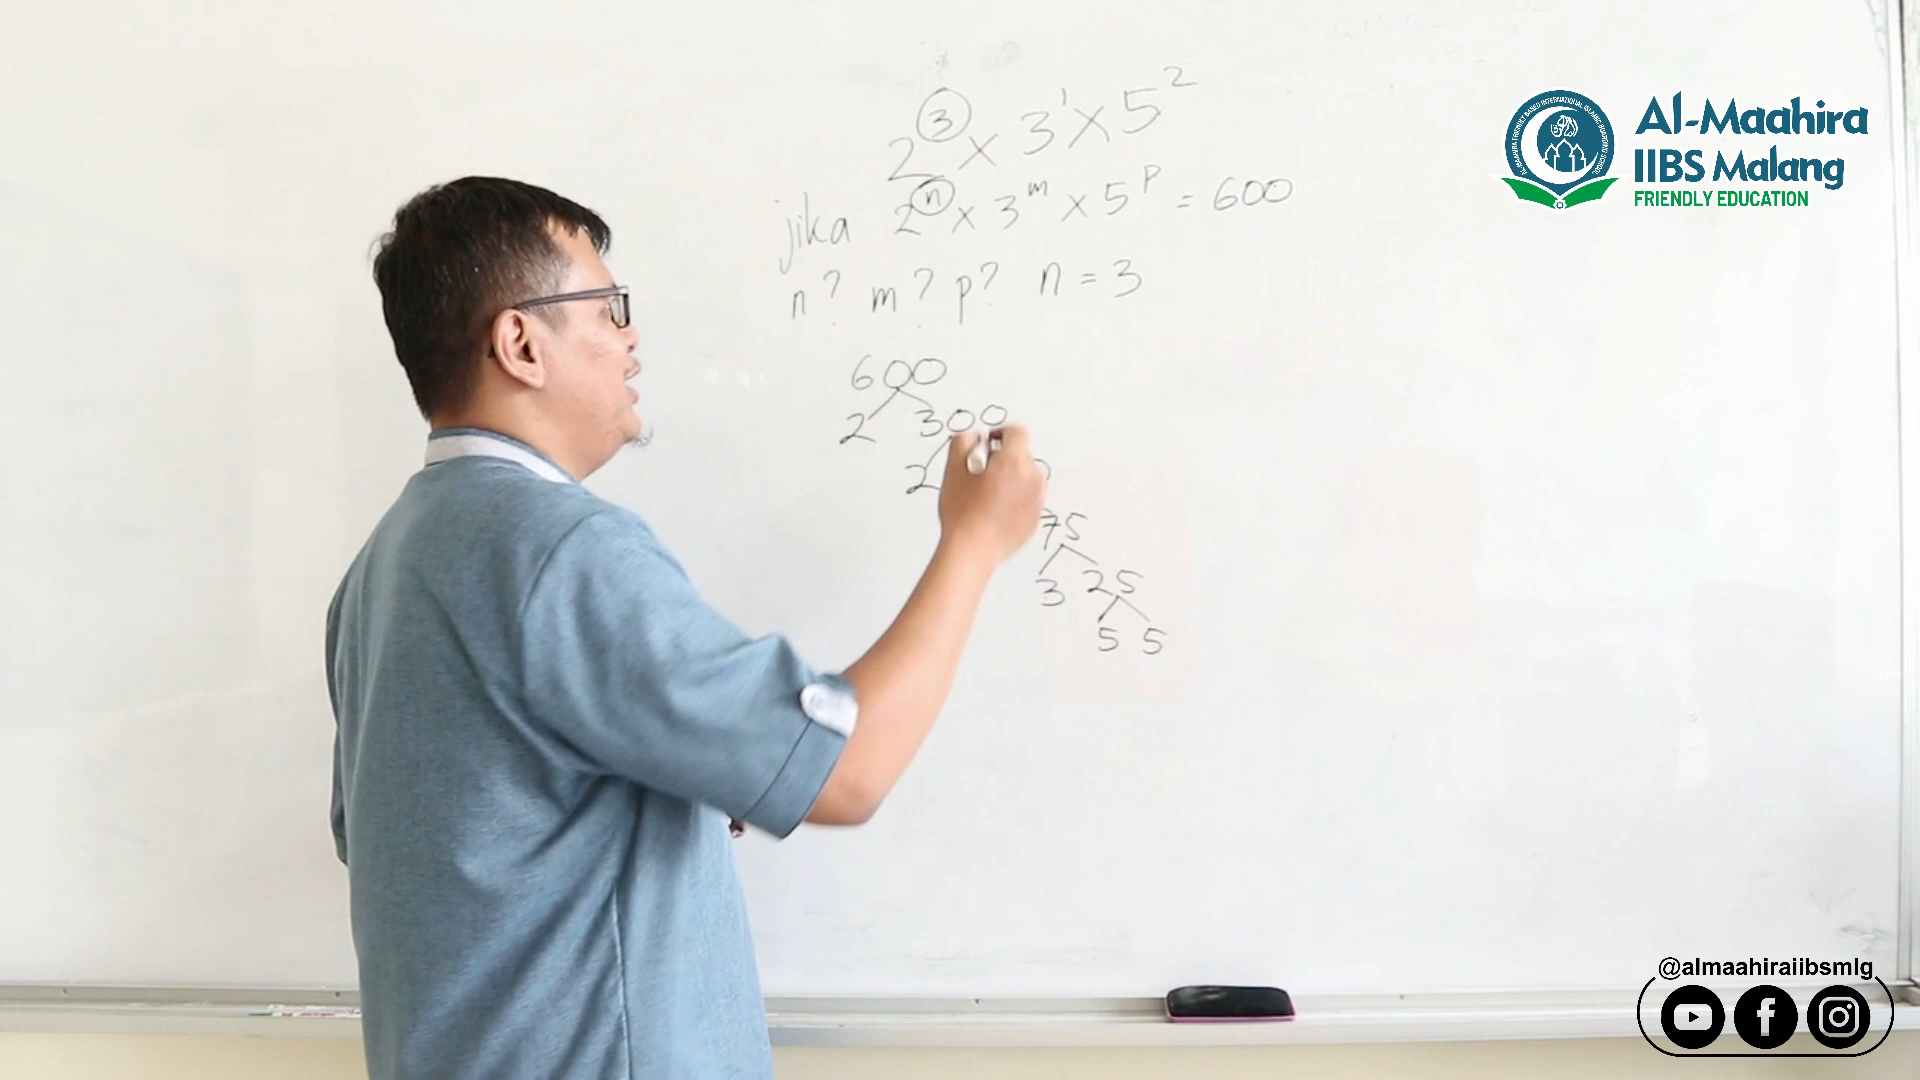 2³ x 3¹ x 5²
jika 2ⁿ x 3ᵐ x 5ᵖ = 600
n? m? p? n = 3
600
2 300
2
75
3 25
5 5
Al-Maahira
IIBS Malang
FRIENDLY EDUCATION
@almaahiraiibsmlg